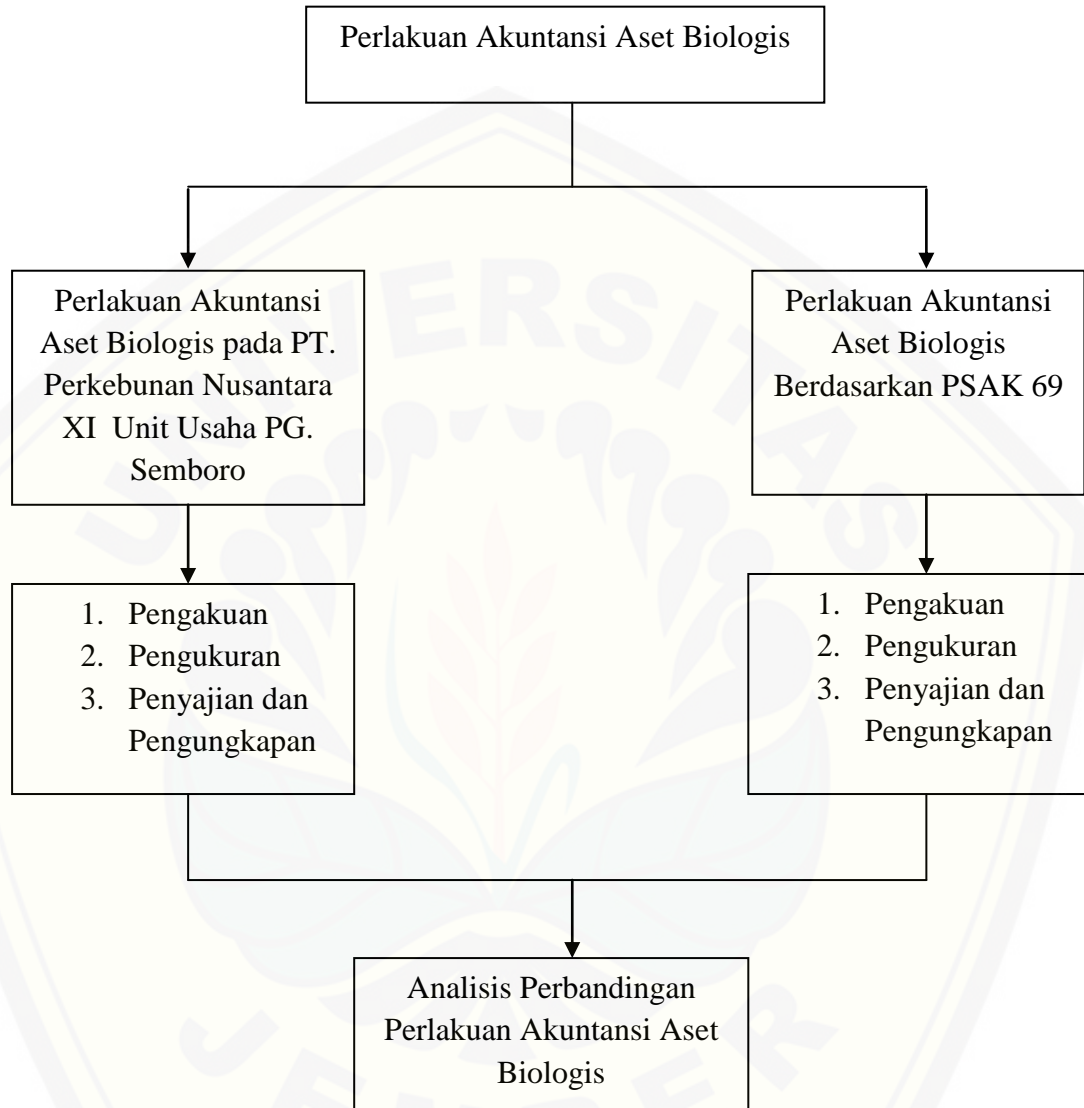 Perlakuan Akuntansi Aset Biologis
Perlakuan Akuntansi
Aset Biologis pada PT.
Perkebunan Nusantara
XI Unit Usaha PG.
Semboro
Perlakuan Akuntansi
Aset Biologis
Berdasarkan PSAK 69
1. Pengakuan
2. Pengukuran
3. Penyajian dan
Pengungkapan
1. Pengakuan
2. Pengukuran
3. Penyajian dan
Pengungkapan
Analisis Perbandingan
Perlakuan Akuntansi Aset
Biologis
UNIVERSITAS
JEMBER